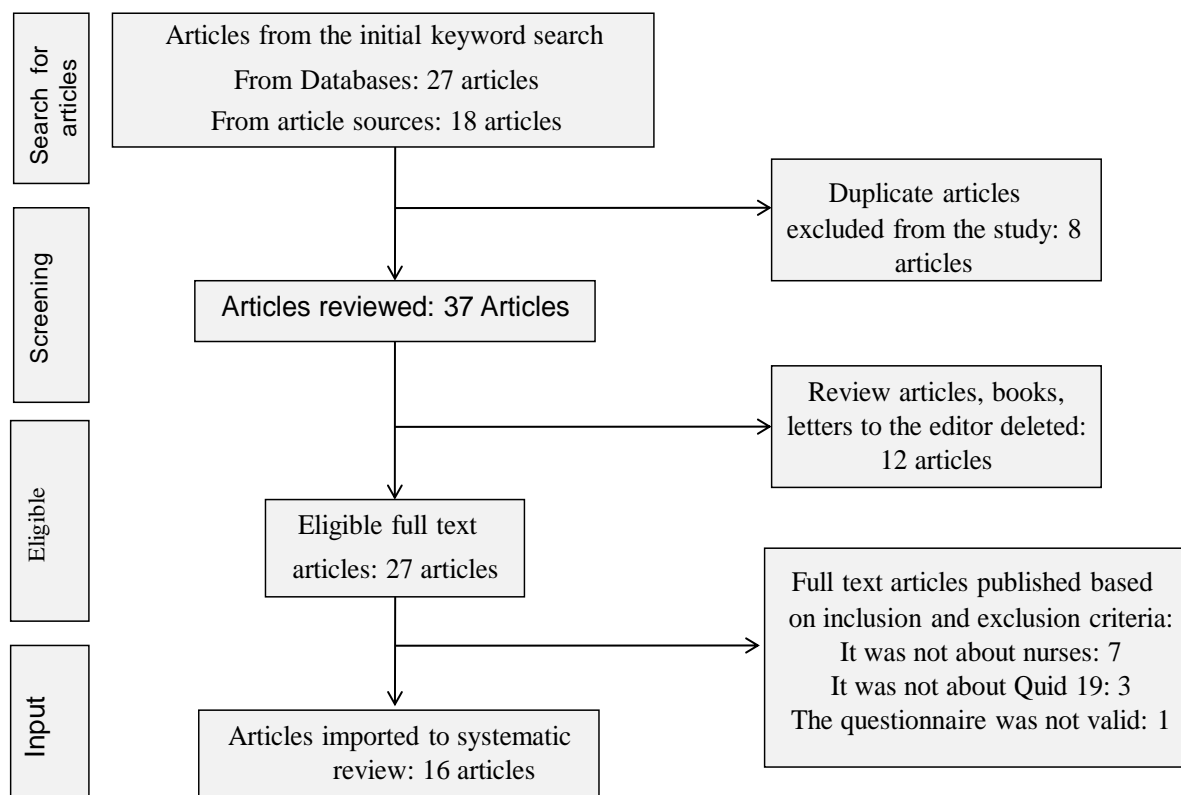 Search for
articles
Articles from the initial keyword search
From Databases: 27 articles
From article sources: 18 articles
Duplicate articles
excluded from the study: 8
articles
Screening
Articles reviewed: 37 Articles
Review articles, books,
letters to the editor deleted:
12 articles
Eligible
Eligible full text
articles: 27 articles
Full text articles published based
on inclusion and exclusion criteria:
It was not about nurses: 7
It was not about Quid 19: 3
The questionnaire was not valid: 1
Input
Articles imported to systematic
review: 16 articles